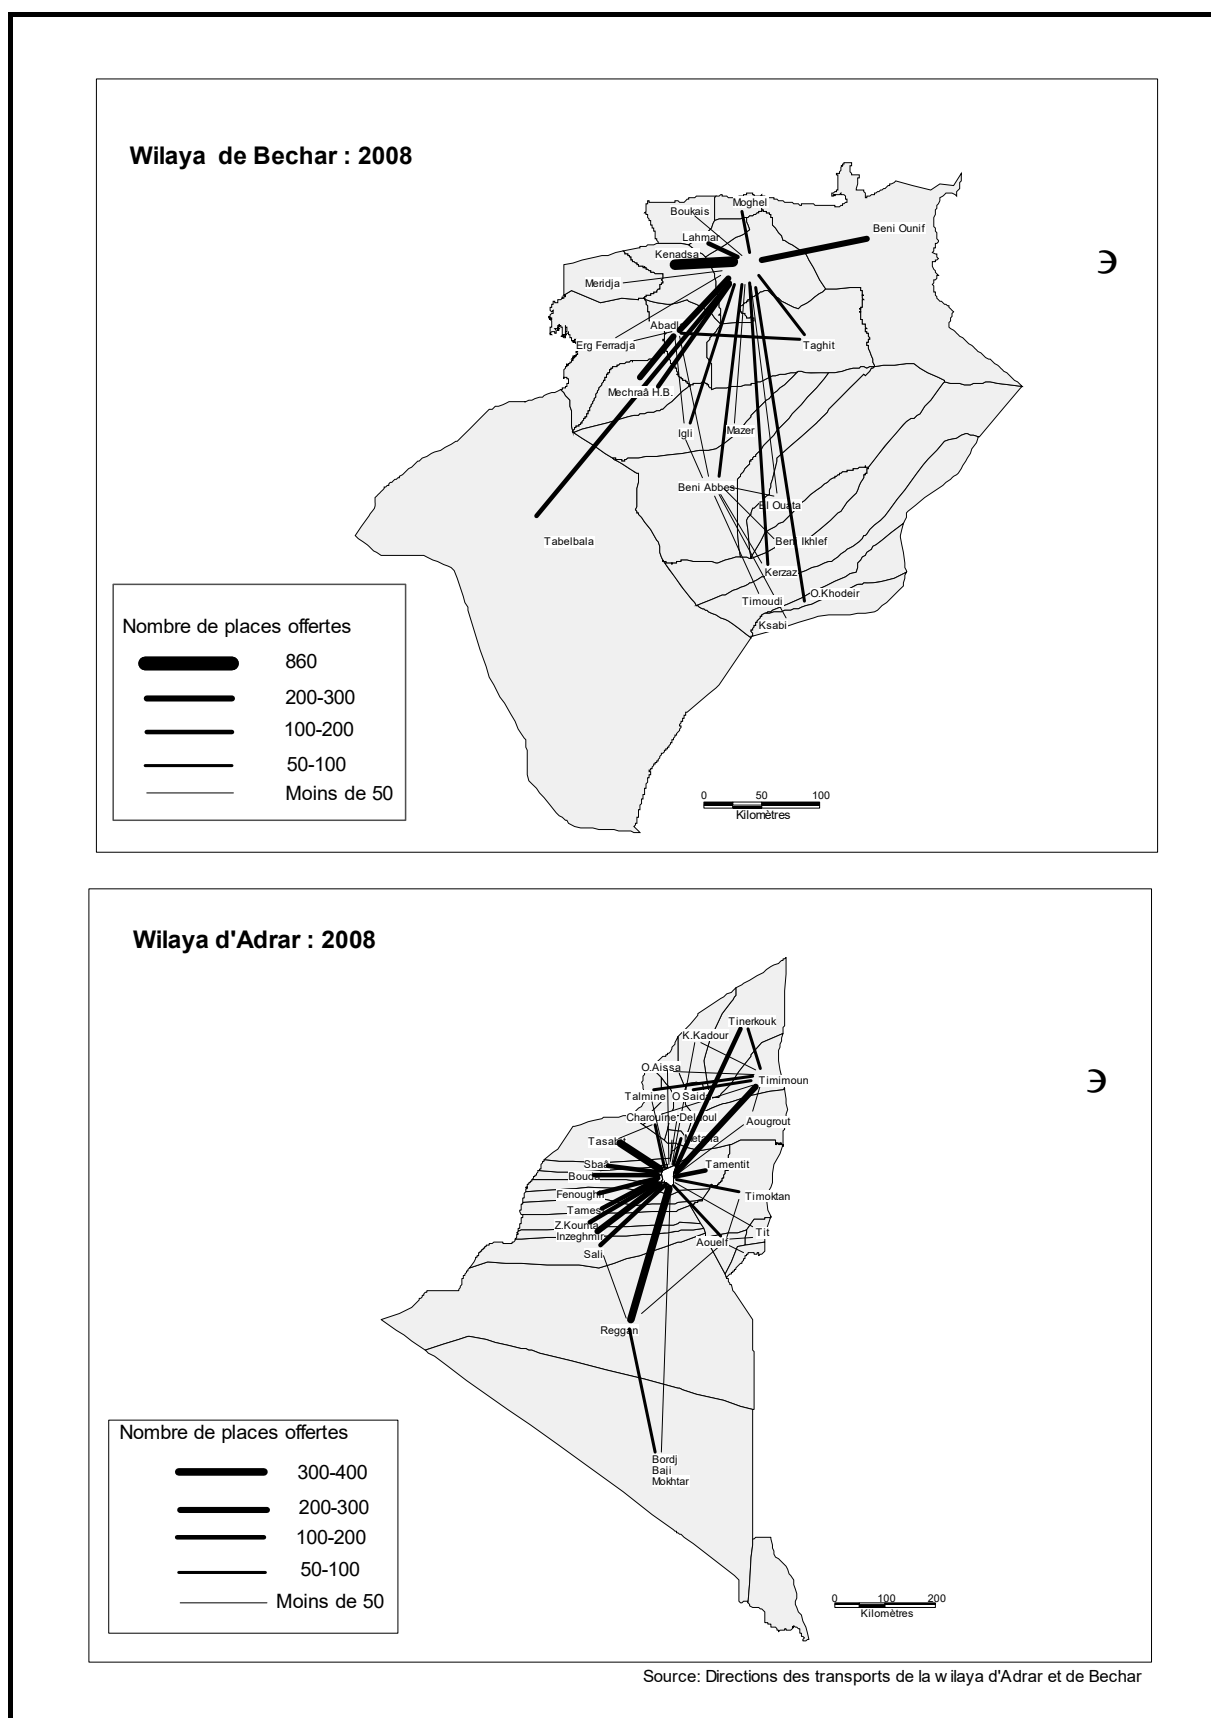 Wilaya de Bechar : 2008
Moghel
Boukais
Beni Ounif
Lahmar
Kenadsa
Meridja
Abadla
Erg Ferradja
Taghit
Mechraâ H.B.
Igli
Mazer
Beni Abbes
El Ouata
Tabelbala
Beni Ikhlef
Kerzaz
Timoudi
O.Khodeir
Ksabi
Nombre de places offertes
860
200-300
100-200
50-100
Moins de 50
0 50 100
Kilomètres
Wilaya d'Adrar : 2008
Tinerkouk
K.Kadour
O.Aissa
Timimoun
Talmine
O Saida
Charouine
Deldoul
Aougrout
Tasabit
Metarfa
Sbaâ
Tamentit
Bouda
Fenoughil
Timoktan
Tamest
Z.Kounta
Inzeghmir
Tit
Aouelf
Sali
Reggan
Bordj
Baji
Mokhtar
Nombre de places offertes
300-400
200-300
100-200
50-100
Moins de 50
0 100 200
Kilomètres
Source: Directions des transports de la w ilaya d'Adrar et de Bechar